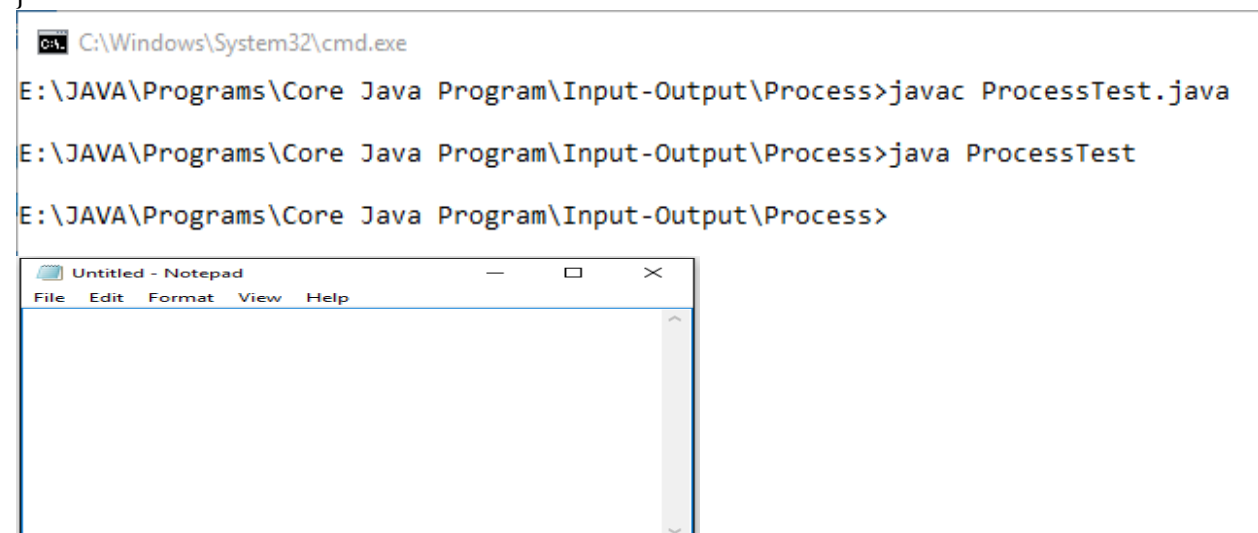 C:\Windows\System32\cmd.exe
E:\JAVA\Programs\Core Java Program\Input-Output\Process>javac ProcessTest.java
E:\JAVA\Programs\Core Java Program\Input-Output\Process>java ProcessTest
E:\JAVA\Programs\Core Java Program\Input-Output\Process>
Untitled - Notepad
File Edit Format View Help